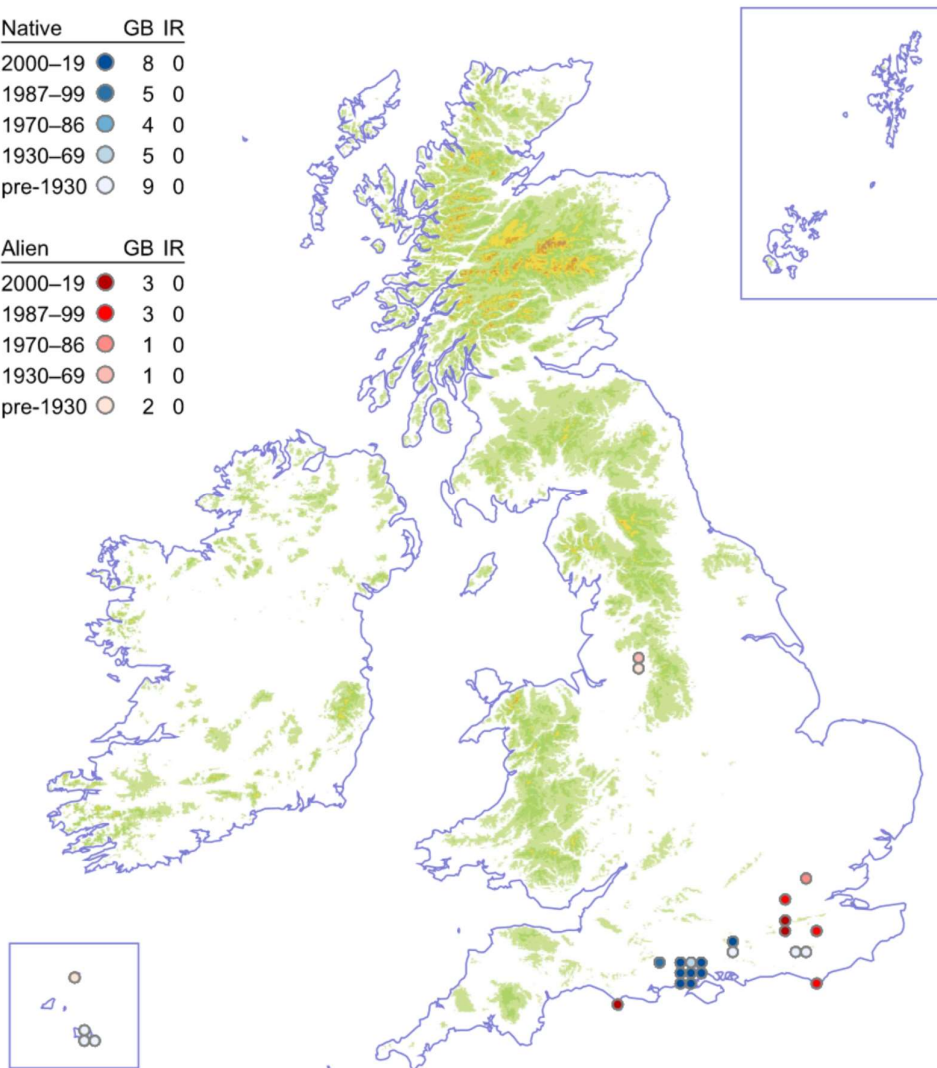 Native GB IR
2000–19 8 0
1987–99 5 0
1970–86 4 0
1930–69 5 0
pre-1930 9 0
Alien GB IR
2000–19 3 0
1987–99 3 0
1970–86 1 0
1930–69 1 0
pre-1930 2 0